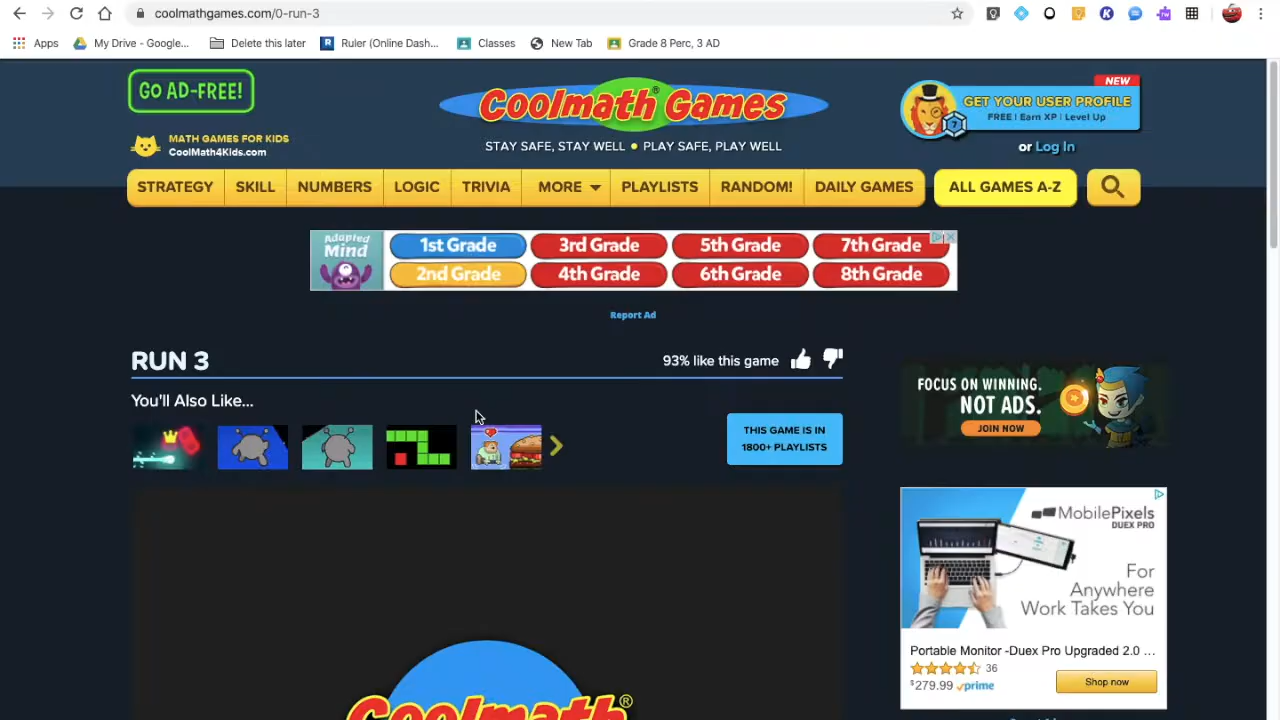 coolmathgames.com/0-run-3
Apps
My Drive - Google...
Delete this later
Ruler (Online Dash...
Classes
New Tab
Grade 8 Perc, 3 AD
GO AD-FREE!
MATH GAMES FOR KIDS
CoolMath4Kids.com
Coolmath Games®
STAY SAFE, STAY WELL • PLAY SAFE, PLAY WELL
NEW
GET YOUR USER PROFILE
FREE | Earn XP | Level Up
or Log In
STRATEGY
SKILL
NUMBERS
LOGIC
TRIVIA
MORE
PLAYLISTS
RANDOM!
DAILY GAMES
ALL GAMES A-Z
Adapted
Mind
1st Grade
3rd Grade
5th Grade
7th Grade
2nd Grade
4th Grade
6th Grade
8th Grade
Report Ad
RUN 3
93% like this game
You'll Also Like...
THIS GAME IS IN
1800+ PLAYLISTS
FOCUS ON WINNING.
NOT ADS.
JOIN NOW
MobilePixels
DUEX PRO
For
Anywhere
Work Takes You
Portable Monitor -Duex Pro Upgraded 2.0 ...
36
$279.99 prime
Shop now
Coolmath®